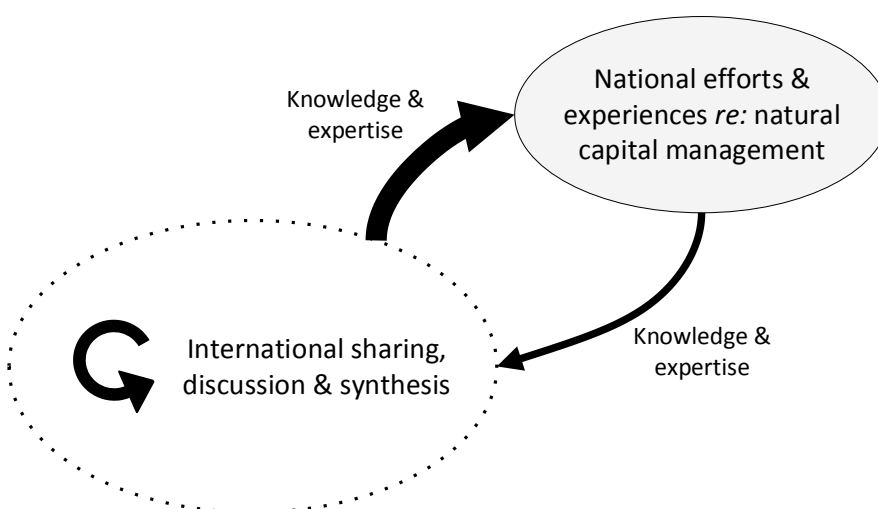 National efforts &
experiences re: natural
capital management
Knowledge &
expertise
Knowledge &
expertise
International sharing,
discussion & synthesis